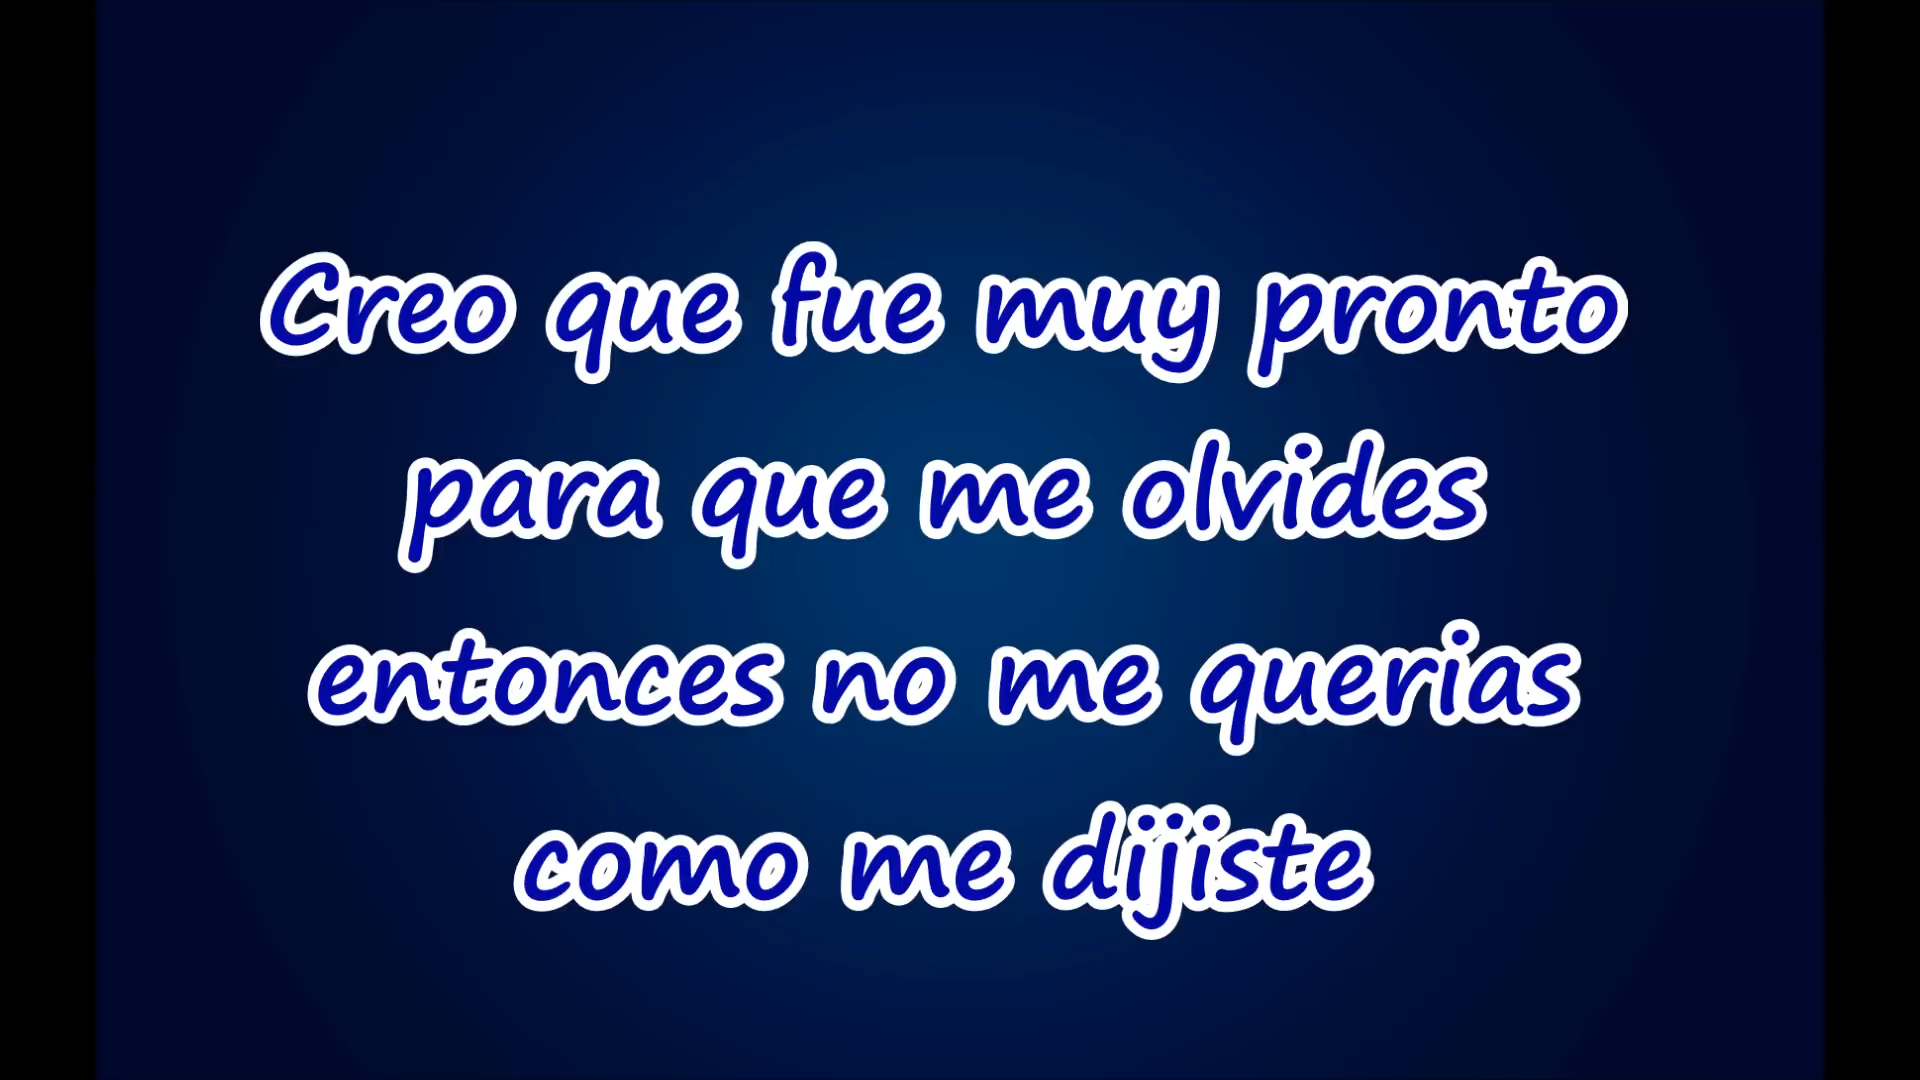 Creo que fue muy pronto
para que me olvides
entonces no me querias
como me dijiste